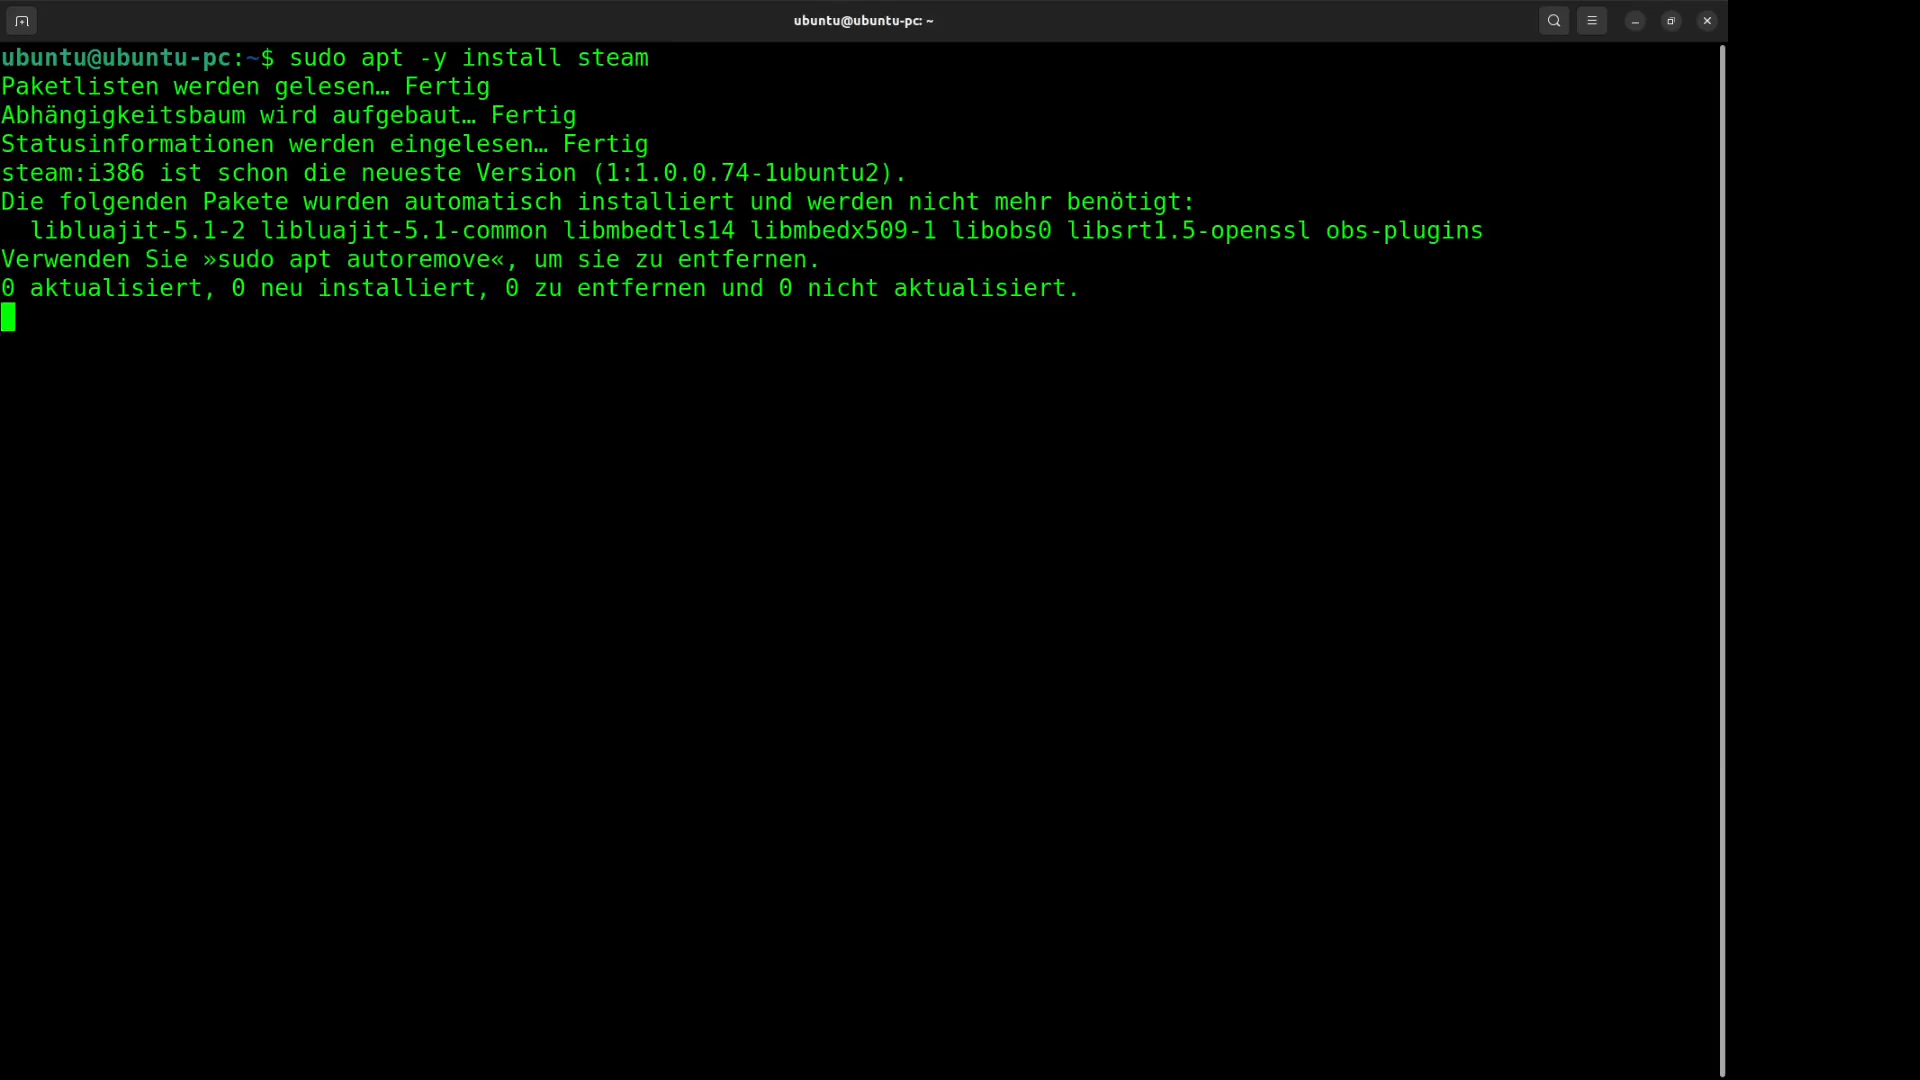 ubuntu@ubuntu-pc: ~
ubuntu@ubuntu-pc:~$ sudo apt -y install steam
Paketlisten werden gelesen… Fertig
Abhängigkeitsbaum wird aufgebaut… Fertig
Statusinformationen werden eingelesen… Fertig
steam:i386 ist schon die neueste Version (1:1.0.0.74-1ubuntu2).
Die folgenden Pakete wurden automatisch installiert und werden nicht mehr benötigt:
  libluajit-5.1-2 libluajit-5.1-common libmbedtls14 libmbedx509-1 libobs0 libsrt1.5-openssl obs-plugins
Verwenden Sie »sudo apt autoremove«, um sie zu entfernen.
0 aktualisiert, 0 neu installiert, 0 zu entfernen und 0 nicht aktualisiert.